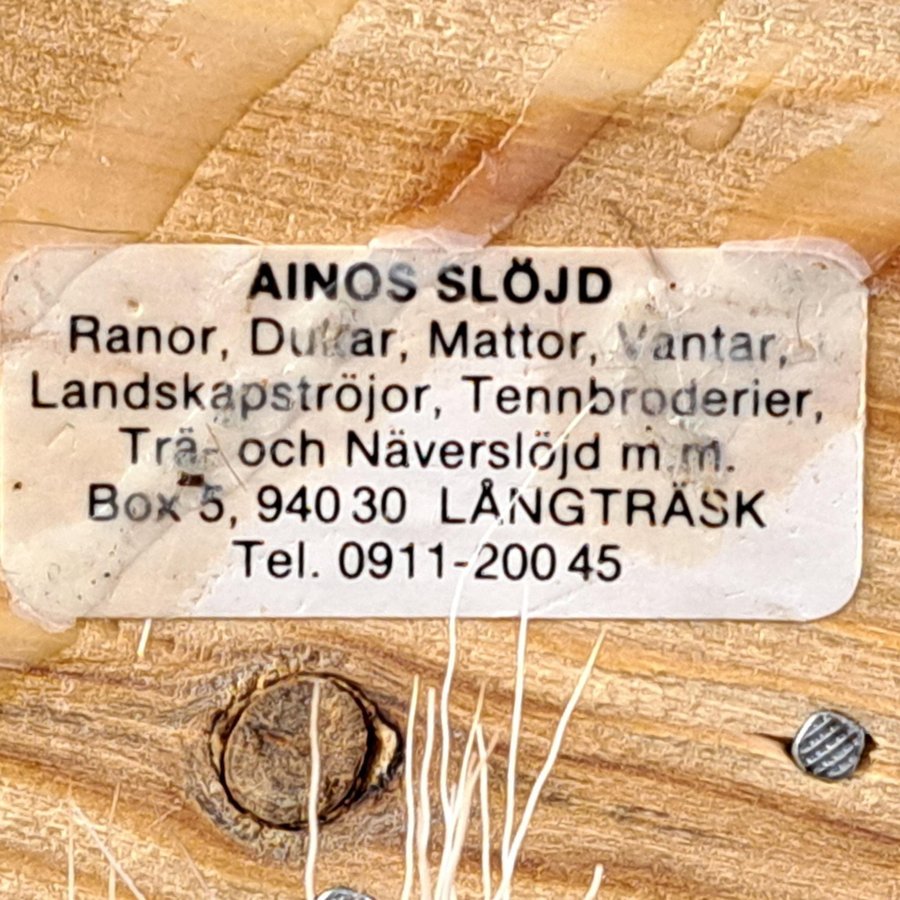 AINOS SLÖJD
Ranor, Dukar, Mattor, Vantar,
Landskapströjor, Tennbroderier,
Trä- och Näverslöjd m m.
Box 5, 940 30 LÅNGTRÄSK
Tel. 0911-200 45